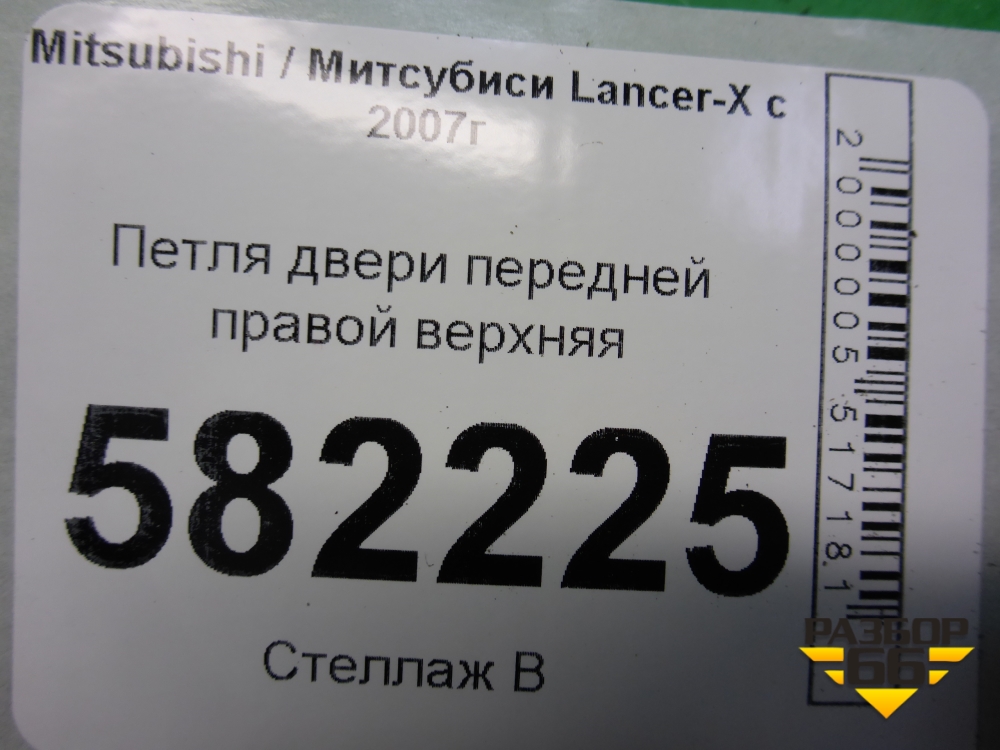 Mitsubishi / Митсубиси Lancer-X с
2007г
Петля двери передней
правой верхняя
582225
Стеллаж В
2000005517181
РАЗБОР
66